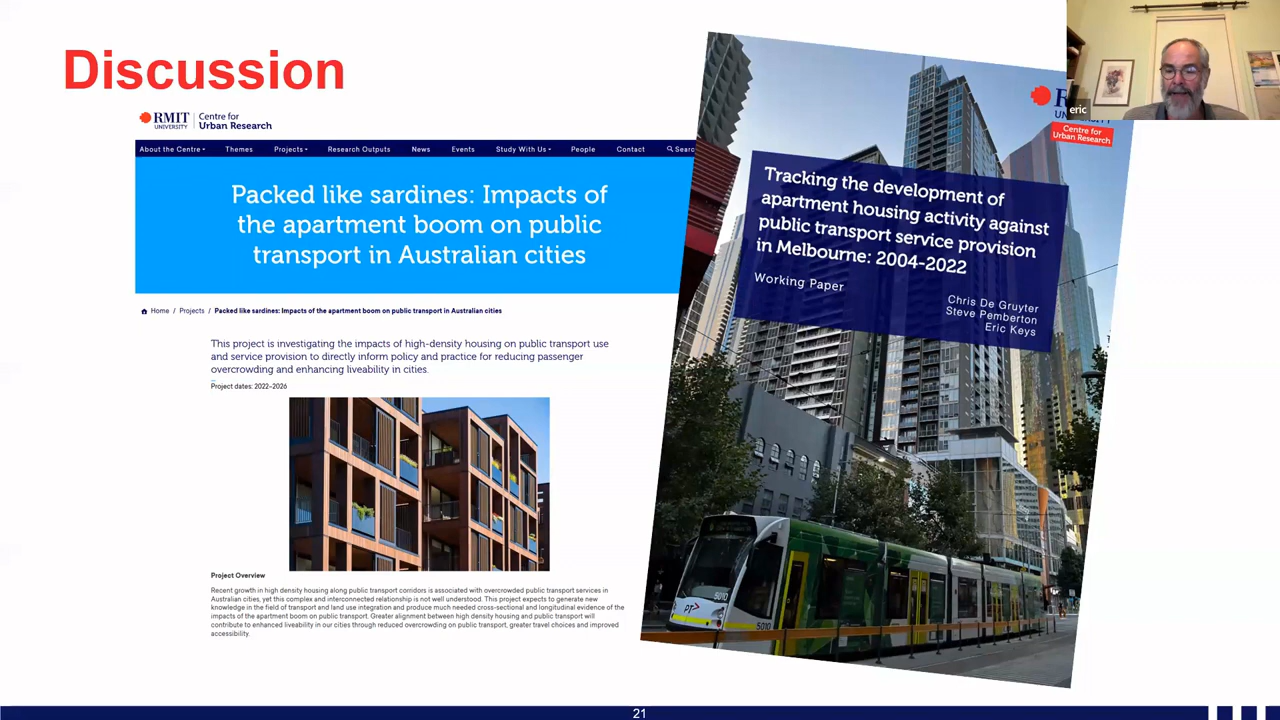 Discussion
RMIT
UNIVERSITY
Centre for
Urban Research
About the Centre
Themes
Projects
Research Outputs
News
Events
Study With Us
People
Contact
Packed like sardines: Impacts of
the apartment boom on public
transport in Australian cities
Home / Projects / Packed like sardines: Impacts of the apartment boom on public transport in Australian cities
This project is investigating the impacts of high-density housing on public transport use
and service provision to directly inform policy and practice for reducing passenger
overcrowding and enhancing liveability in cities.
Project dates: 2022–2026
Project Overview
Recent growth in high density housing along public transport corridors is associated with overcrowded public transport services in
Australian cities, yet this complex and interconnected relationship is not well understood. This project expects to generate new
knowledge in the field of transport and land use integration and produce much needed cross-sectional and longitudinal evidence of the
impacts of the apartment boom on public transport. Greater alignment between high density housing and public transport will
contribute to enhanced liveability in our cities through reduced overcrowding on public transport, greater travel choices and improved
accessibility.
eric
Centre for
Urban Research
Tracking the development of
apartment housing activity against
public transport service provision
in Melbourne: 2004-2022
Working Paper
Chris De Gruyter
Steve Pemberton
Eric Keys
PT
5010
5010
21